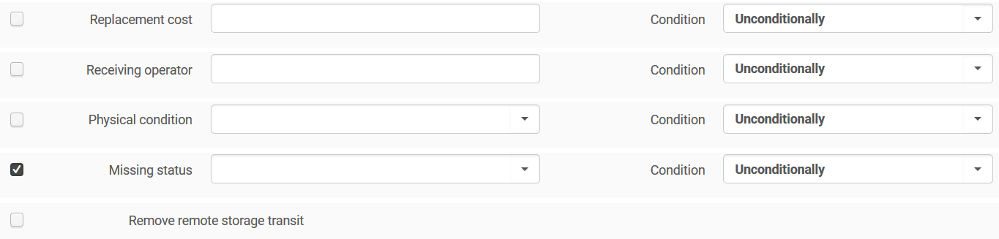 Replacement cost Condition Unconditionally
Receiving operator Condition Unconditionally
Physical condition Condition Unconditionally
Missing status Condition Unconditionally
Remove remote storage transit